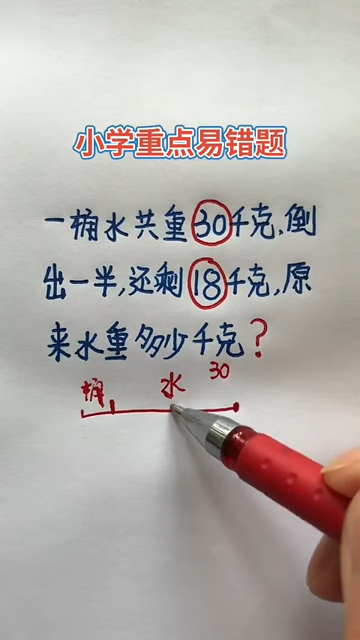 小学重点易错题
一桶水共重30千克,倒
出一半,还剩18千克,原
来水重多少千克?
桶 水 30